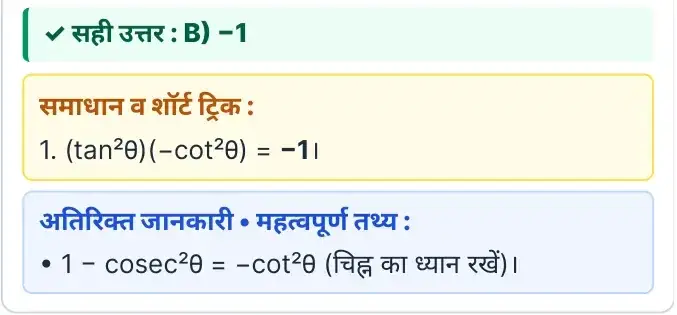 ✓ सही उत्तर : B) −1
समाधान व शॉर्ट ट्रिक :
1. (tan²θ)(−cot²θ) = −1।
अतिरिक्त जानकारी • महत्वपूर्ण तथ्य :
• 1 − cosec²θ = −cot²θ (चिह्न का ध्यान रखें)।